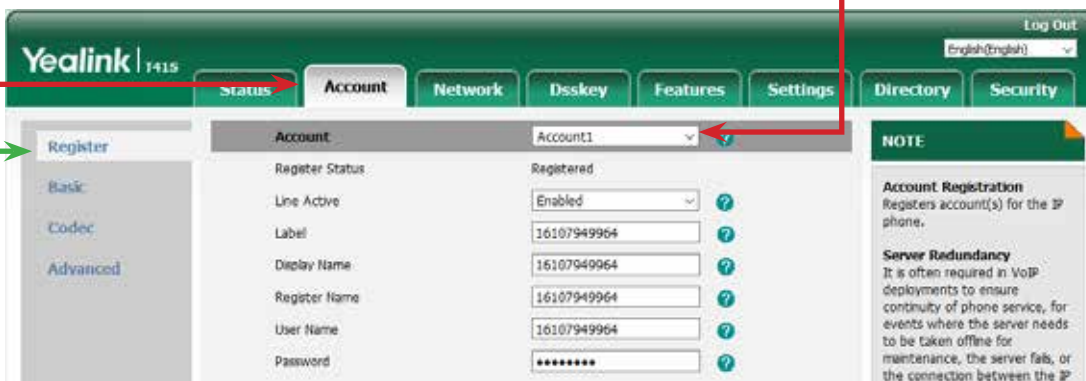 Log Out
Yealink T41S
English(English)
Status
Account
Network
Dsskey
Features
Settings
Directory
Security
Register
Basic
Codec
Advanced
Account
Account1
Register Status
Registered
Line Active
Enabled
Label
16107949964
Display Name
16107949964
Register Name
16107949964
User Name
16107949964
Password
••••••••
NOTE
Account Registration
Registers account(s) for the IP
phone.
Server Redundancy
It is often required in VoIP
deployments to ensure
continuity of phone service, for
events where the server needs
to be taken offline for
maintenance, the server fails, or
the connection between the IP